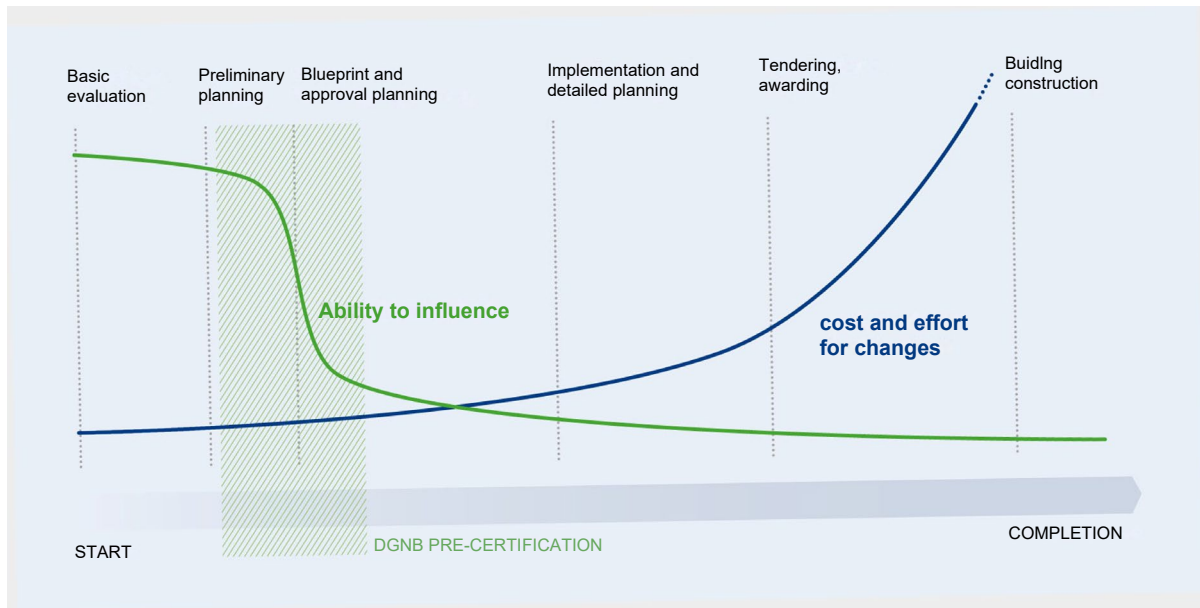 Basic
evaluation
Preliminary
planning
Blueprint and
approval planning
Implementation and
detailed planning
Tendering,
awarding
Buidlng
construction
Ability to influence
cost and effort
for changes
START
DGNB PRE-CERTIFICATION
COMPLETION